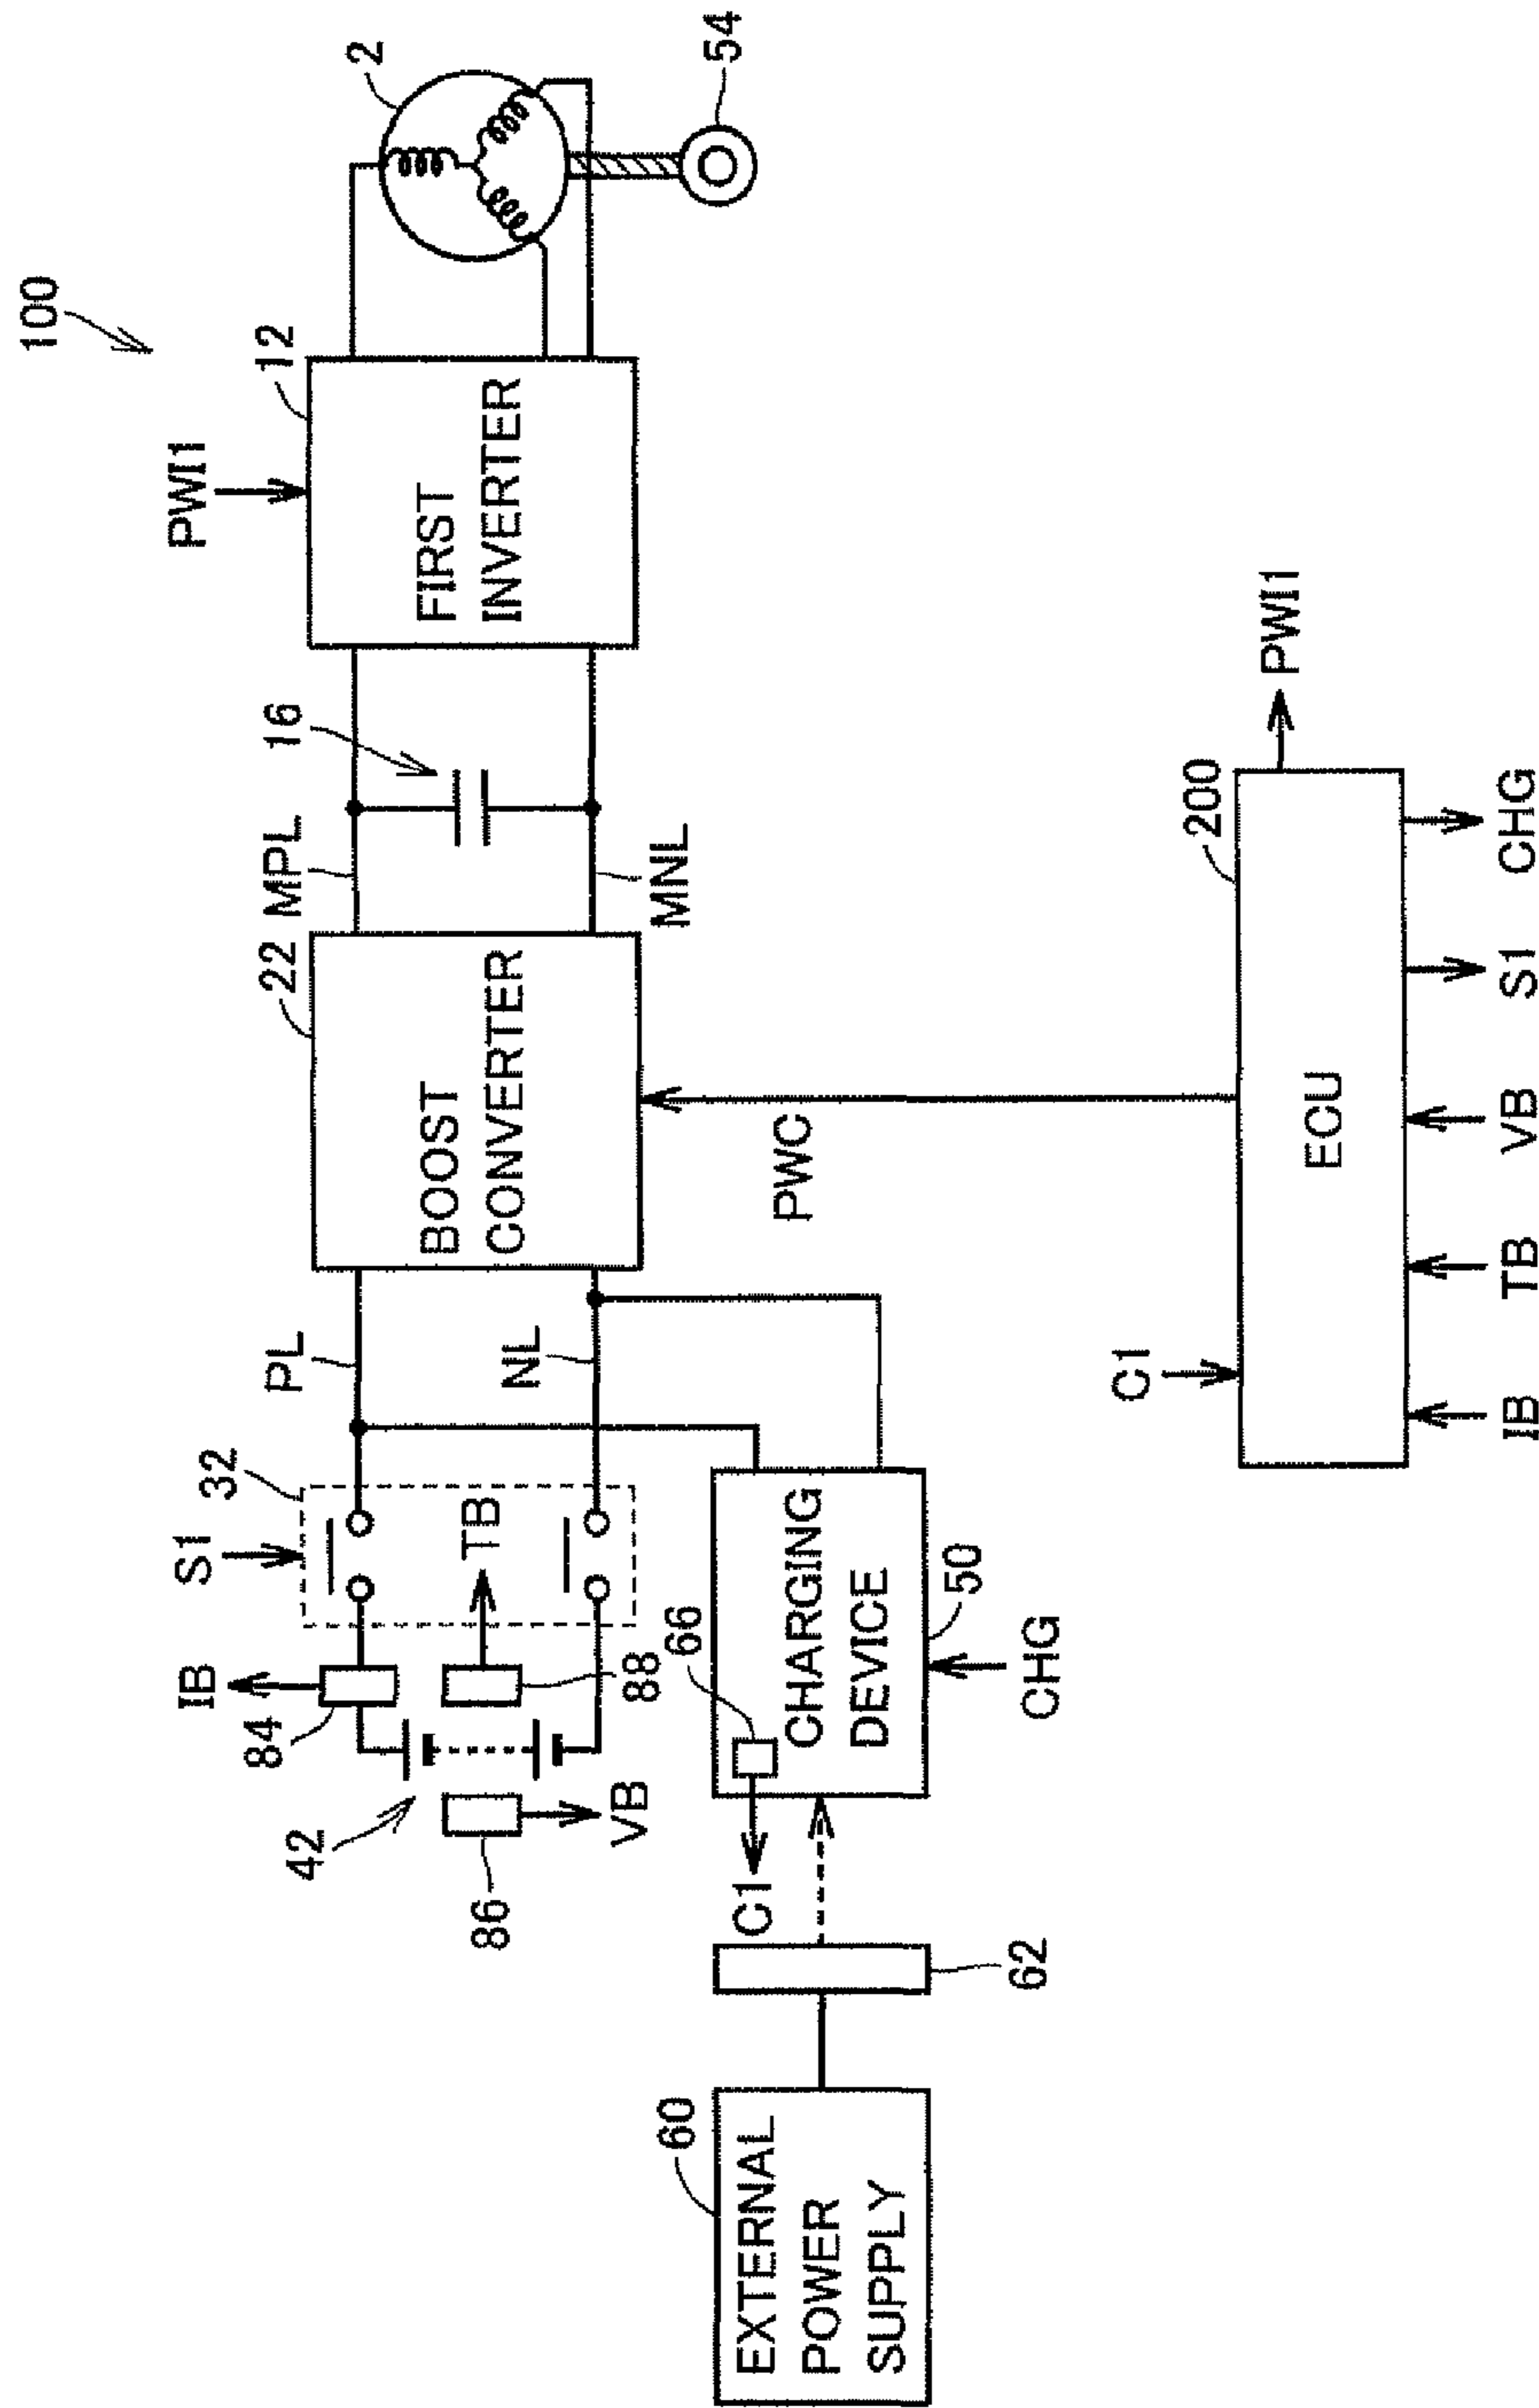 100
PWI1
12
2
FIRST
INVERTER
54
16
MPL
MNL
22
BOOST
CONVERTER
PWC
PL
NL
S1
32
TB
IB
84
88
42
86
VB
66
CHARGING
DEVICE
50
CHG
C1
62
60
EXTERNAL
POWER
SUPPLY
C1
200
ECU
PWI1
IB
TB
VB
S1
CHG